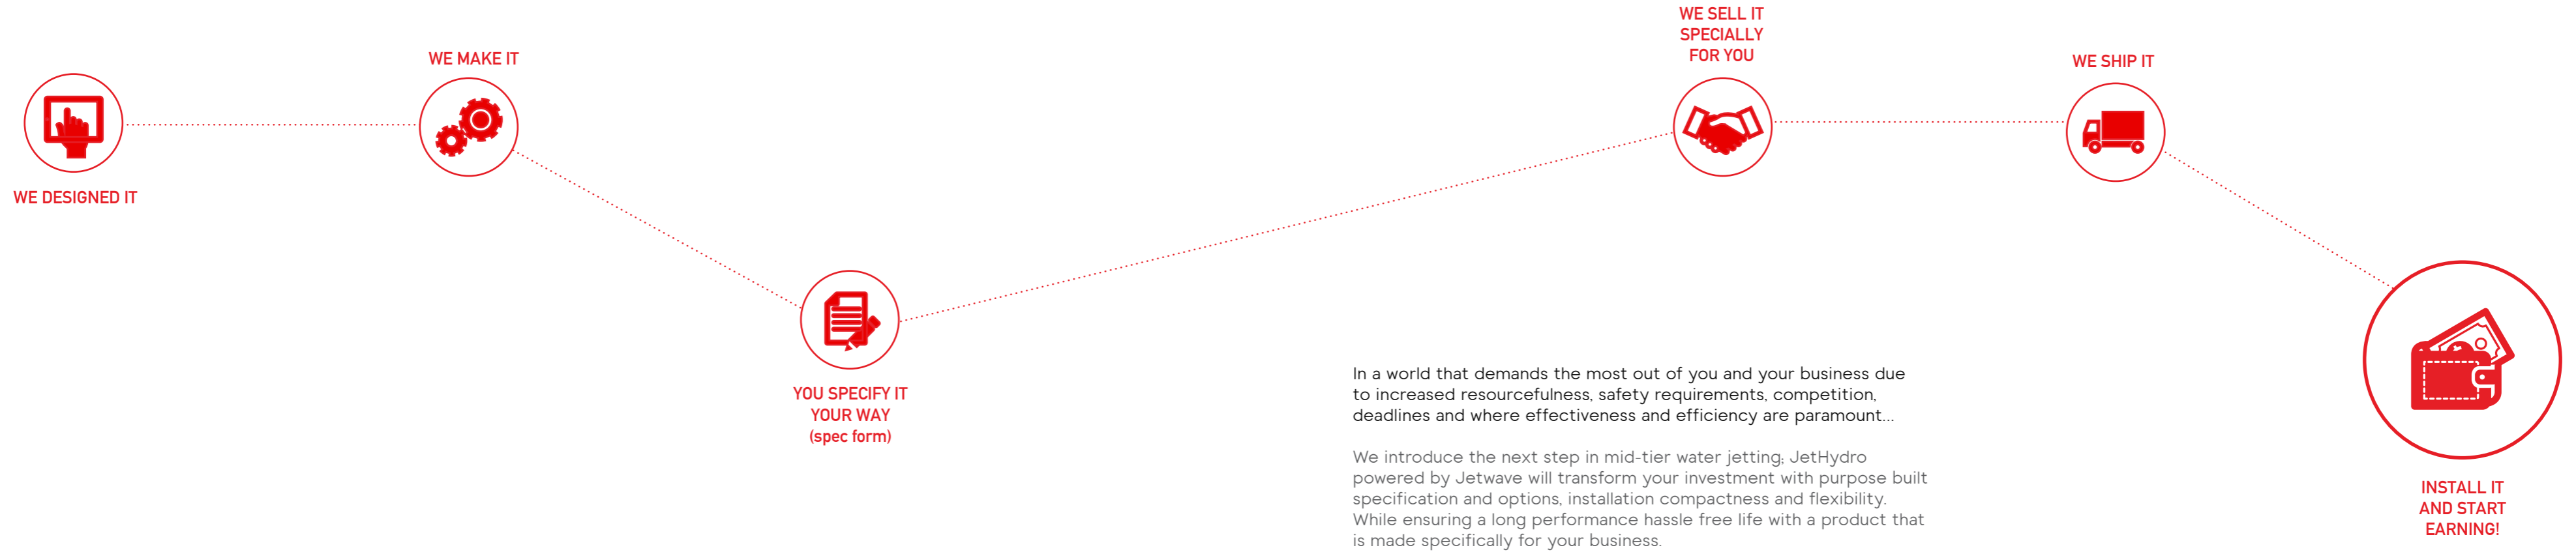 WE DESIGNED IT
WE MAKE IT
YOU SPECIFY IT
YOUR WAY
(spec form)
WE SELL IT
SPECIALLY
FOR YOU
WE SHIP IT
INSTALL IT
AND START
EARNING!
In a world that demands the most out of you and your business due
to increased resourcefulness, safety requirements, competition,
deadlines and where effectiveness and efficiency are paramount...
We introduce the next step in mid-tier water jetting; JetHydro
powered by Jetwave will transform your investment with purpose built
specification and options, installation compactness and flexibility.
While ensuring a long performance hassle free life with a product that
is made specifically for your business.